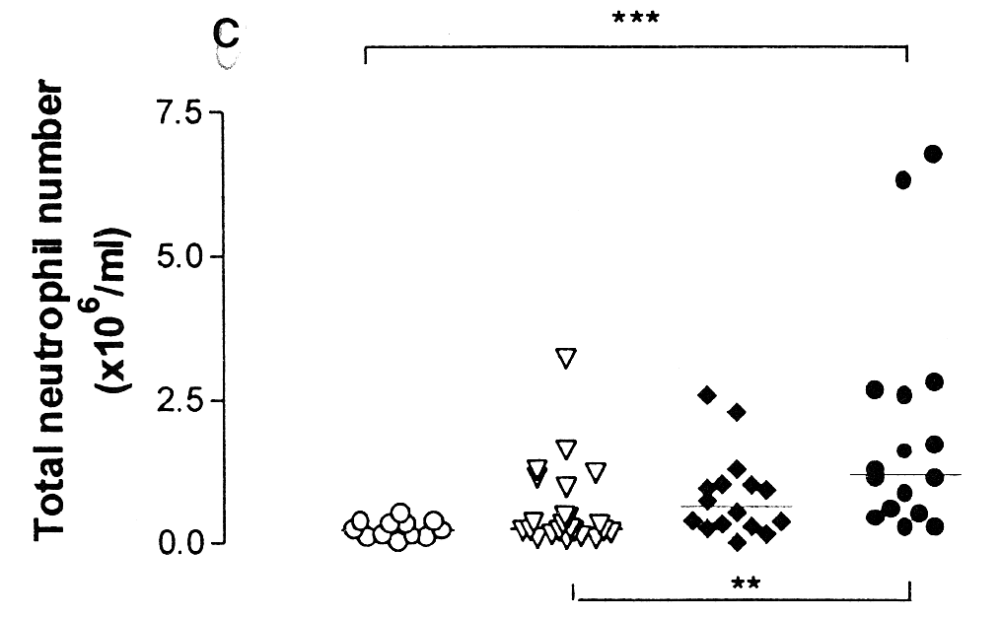 ***
C
7.5
5.0
2.5
0.0
Total neutrophil number
(x10⁶/ml)
**